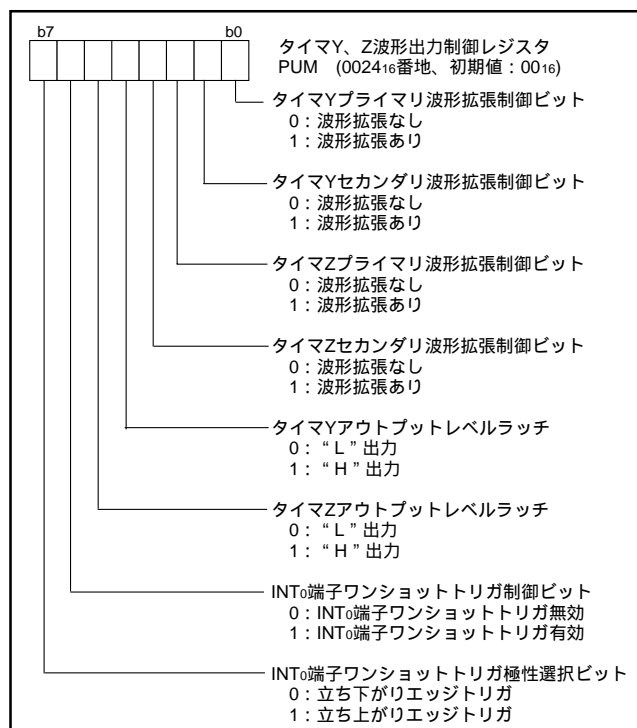 b7 b0
タイマY、Z波形出力制御レジスタ
PUM (002416番地、初期値：0016)
タイマYプライマリ波形拡張制御ビット
0：波形拡張なし
1：波形拡張あり
タイマYセカンダリ波形拡張制御ビット
0：波形拡張なし
1：波形拡張あり
タイマZプライマリ波形拡張制御ビット
0：波形拡張なし
1：波形拡張あり
タイマZセカンダリ波形拡張制御ビット
0：波形拡張なし
1：波形拡張あり
タイマYアウトプットレベルラッチ
0：“L”出力
1：“H”出力
タイマZアウトプットレベルラッチ
0：“L”出力
1：“H”出力
INT0端子ワンショットトリガ制御ビット
0：INT0端子ワンショットトリガ無効
1：INT0端子ワンショットトリガ有効
INT0端子ワンショットトリガ極性選択ビット
0：立ち下がりエッジトリガ
1：立ち上がりエッジトリガ